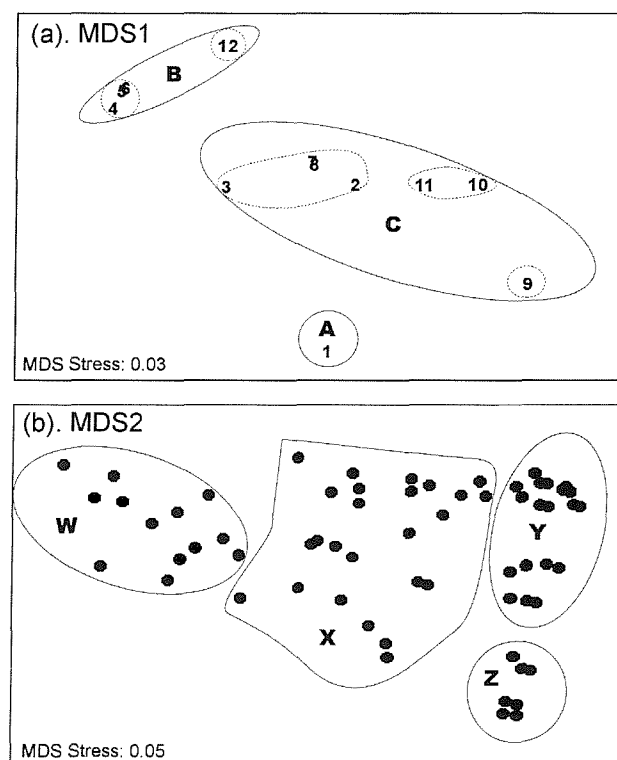 (a). MDS1
12
B
5 6
4
7
8
3 2 11 10
C
9
A
1
MDS Stress: 0.03
(b). MDS2
W
Y
X
Z
MDS Stress: 0.05